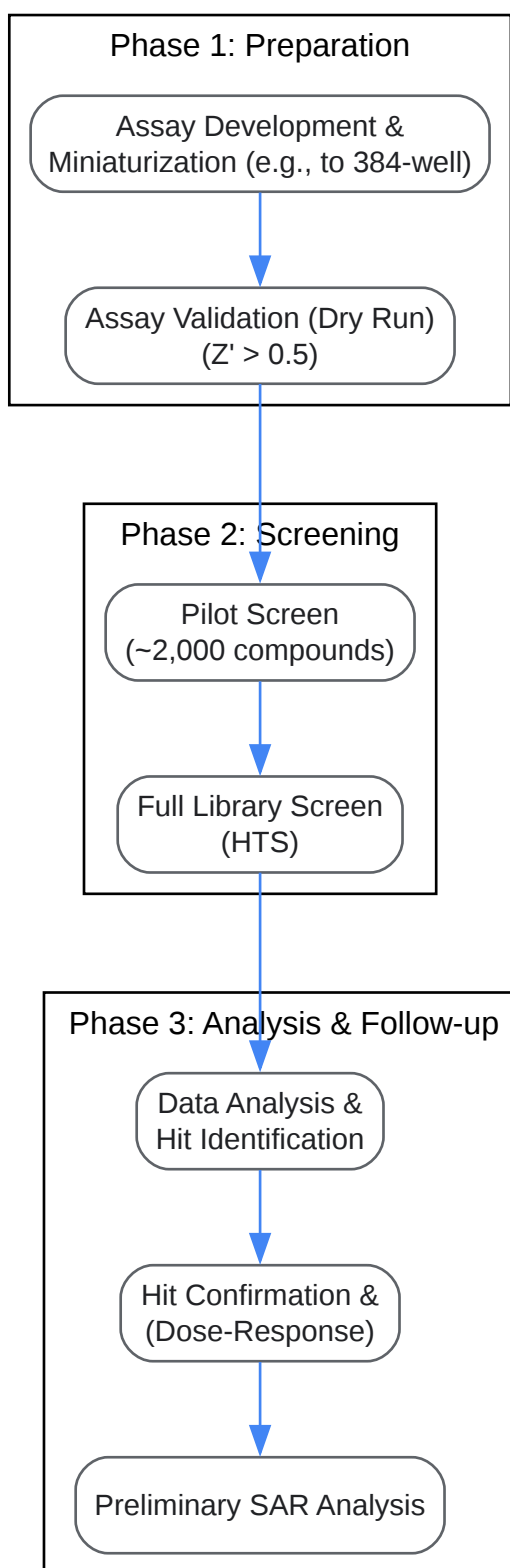 Phase 1: Preparation
Assay Development &
Miniaturization (e.g., to 384-well)
Assay Validation (Dry Run)
(Z' > 0.5)
Phase 2: Screening
Pilot Screen
(~2,000 compounds)
Full Library Screen
(HTS)
Phase 3: Analysis & Follow-up
Data Analysis &
Hit Identification
Hit Confirmation &
(Dose-Response)
Preliminary SAR Analysis